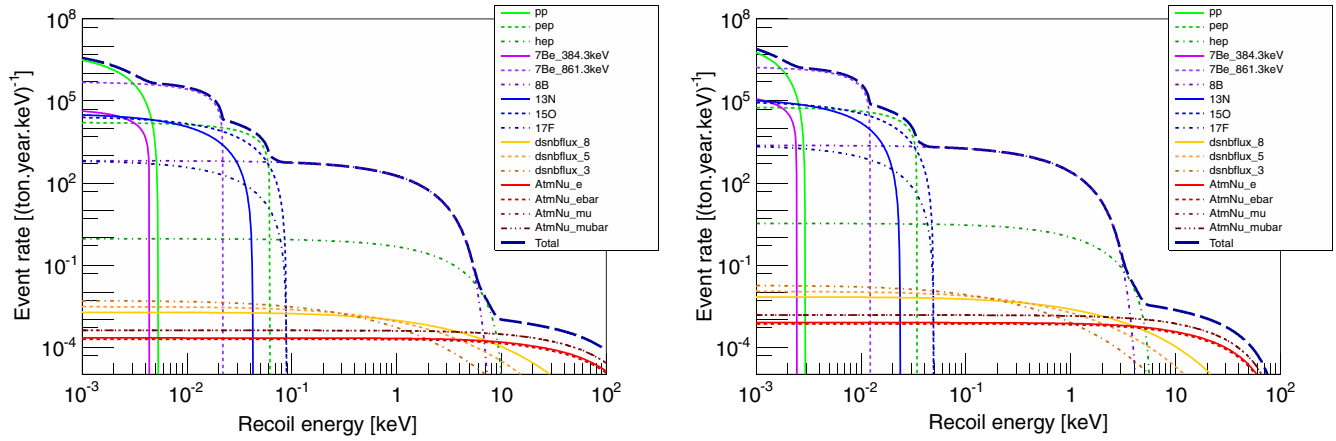 Event rate [(ton.year.keV)⁻¹]
10⁸
10⁵
10²
10⁻¹
10⁻⁴
pp
pep
hep
7Be_384.3keV
7Be_861.3keV
8B
13N
15O
17F
dsnbflux_8
dsnbflux_5
dsnbflux_3
AtmNu_e
AtmNu_ebar
AtmNu_mu
AtmNu_mubar
Total
10⁻³
10⁻²
10⁻¹
1
10
10²
Recoil energy [keV]
Event rate [(ton.year.keV)⁻¹]
10⁸
10⁵
10²
10⁻¹
10⁻⁴
pp
pep
hep
7Be_384.3keV
7Be_861.3keV
8B
13N
15O
17F
dsnbflux_8
dsnbflux_5
dsnbflux_3
AtmNu_e
AtmNu_ebar
AtmNu_mu
AtmNu_mubar
Total
10⁻³
10⁻²
10⁻¹
1
10
10²
Recoil energy [keV]